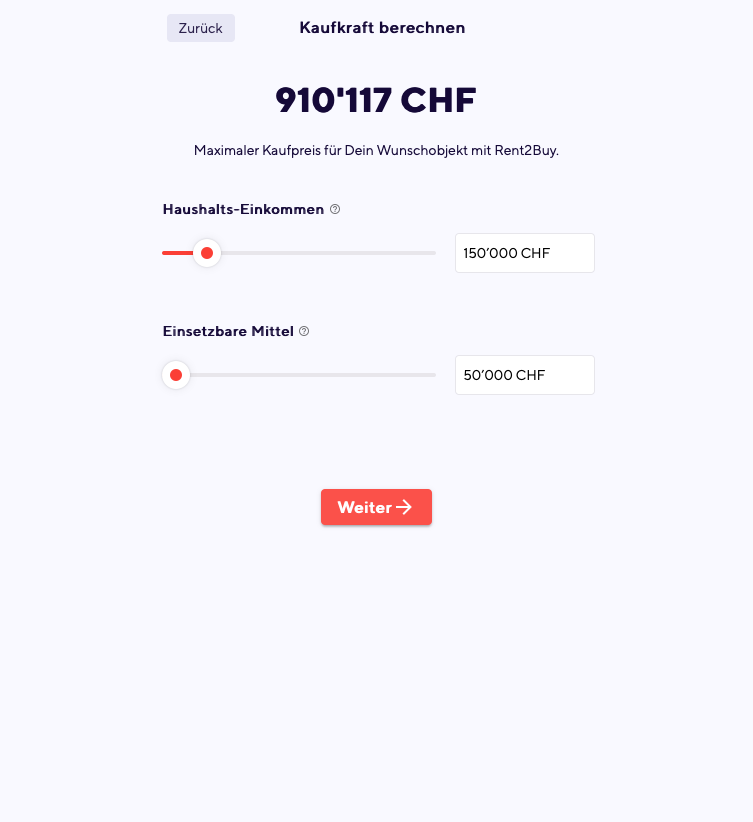 Zurück
Kaufkraft berechnen
910'117 CHF
Maximaler Kaufpreis für Dein Wunschobjekt mit Rent2Buy.
Haushalts-Einkommen
150’000 CHF
Einsetzbare Mittel
50’000 CHF
Weiter